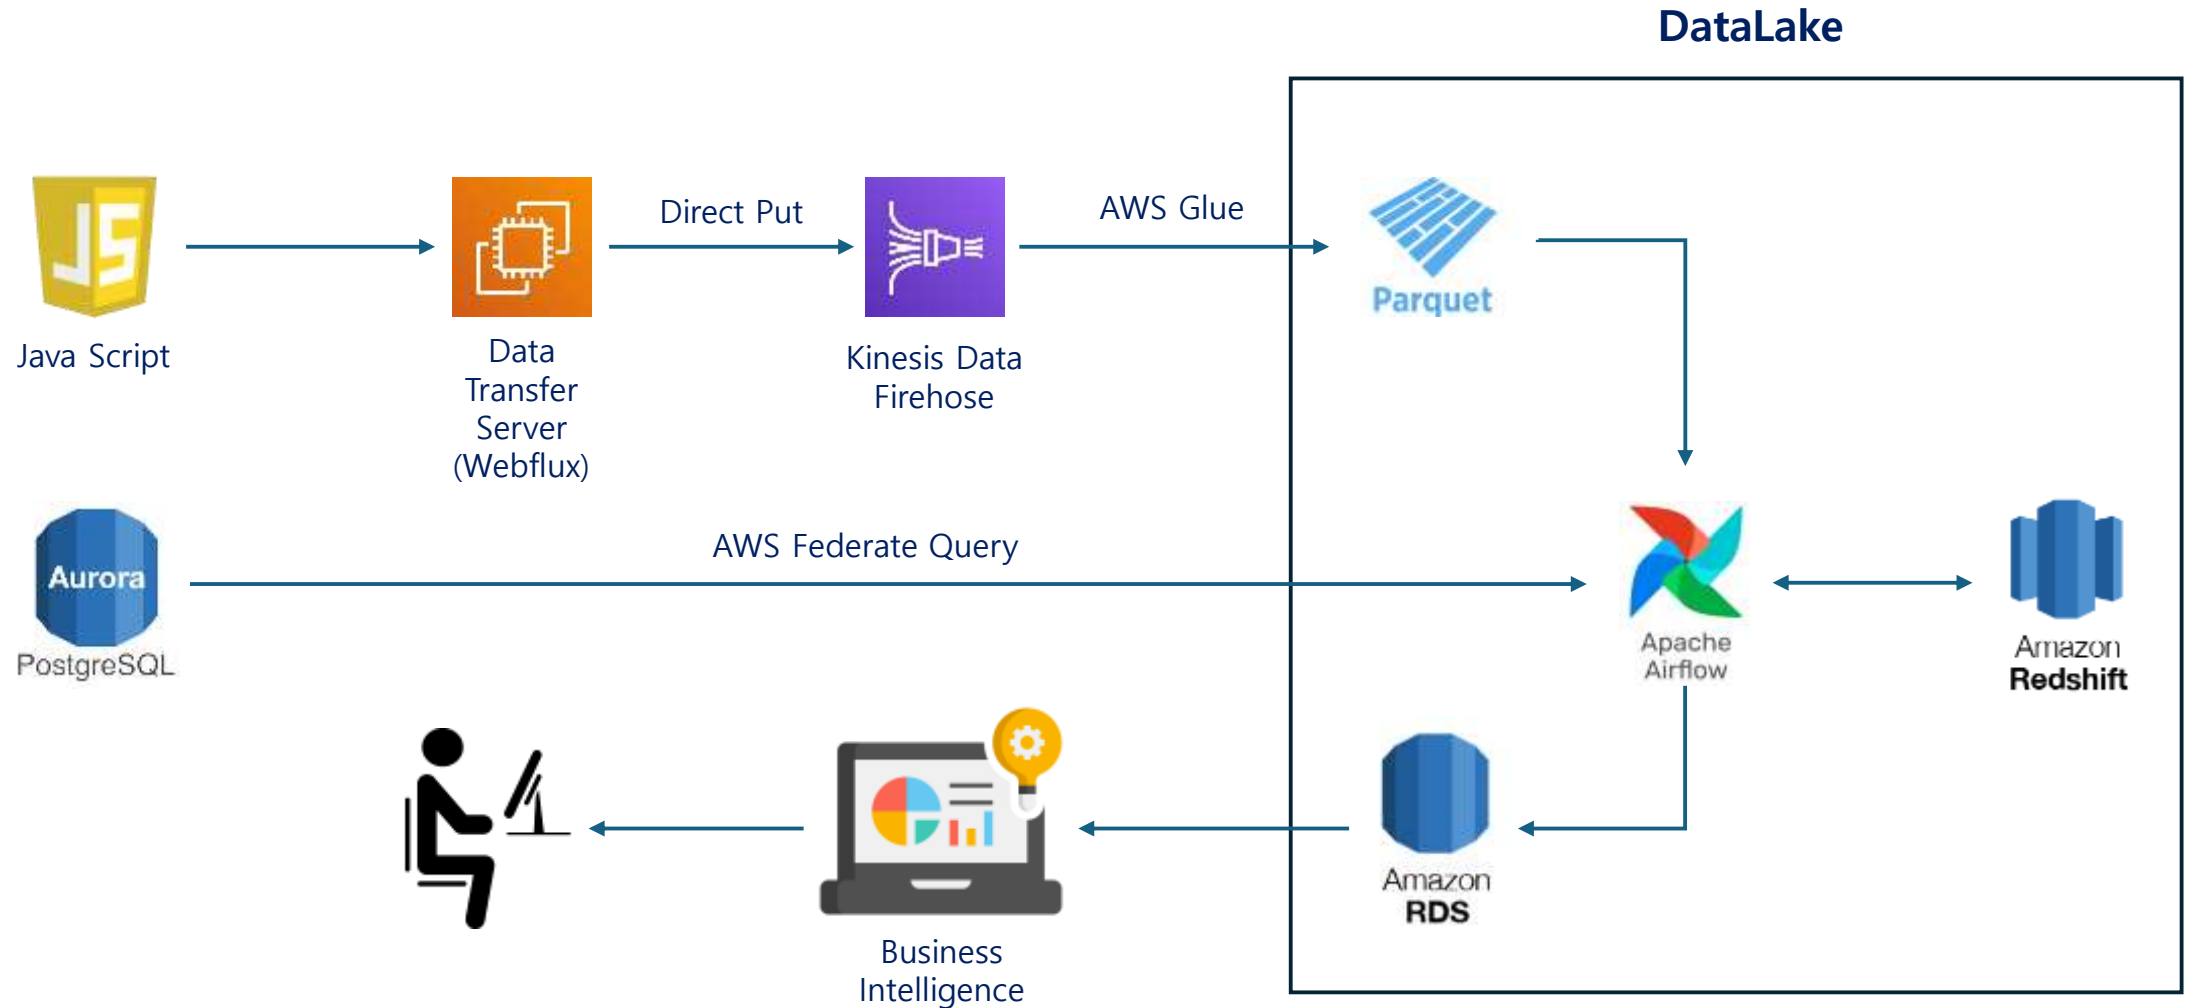 DataLake
JS
Java Script
Data
Transfer
Server
(Webflux)
Direct Put
Kinesis Data
Firehose
AWS Glue
Parquet
Aurora
PostgreSQL
AWS Federate Query
Apache
Airflow
Amazon
Redshift
Amazon
RDS
Business
Intelligence